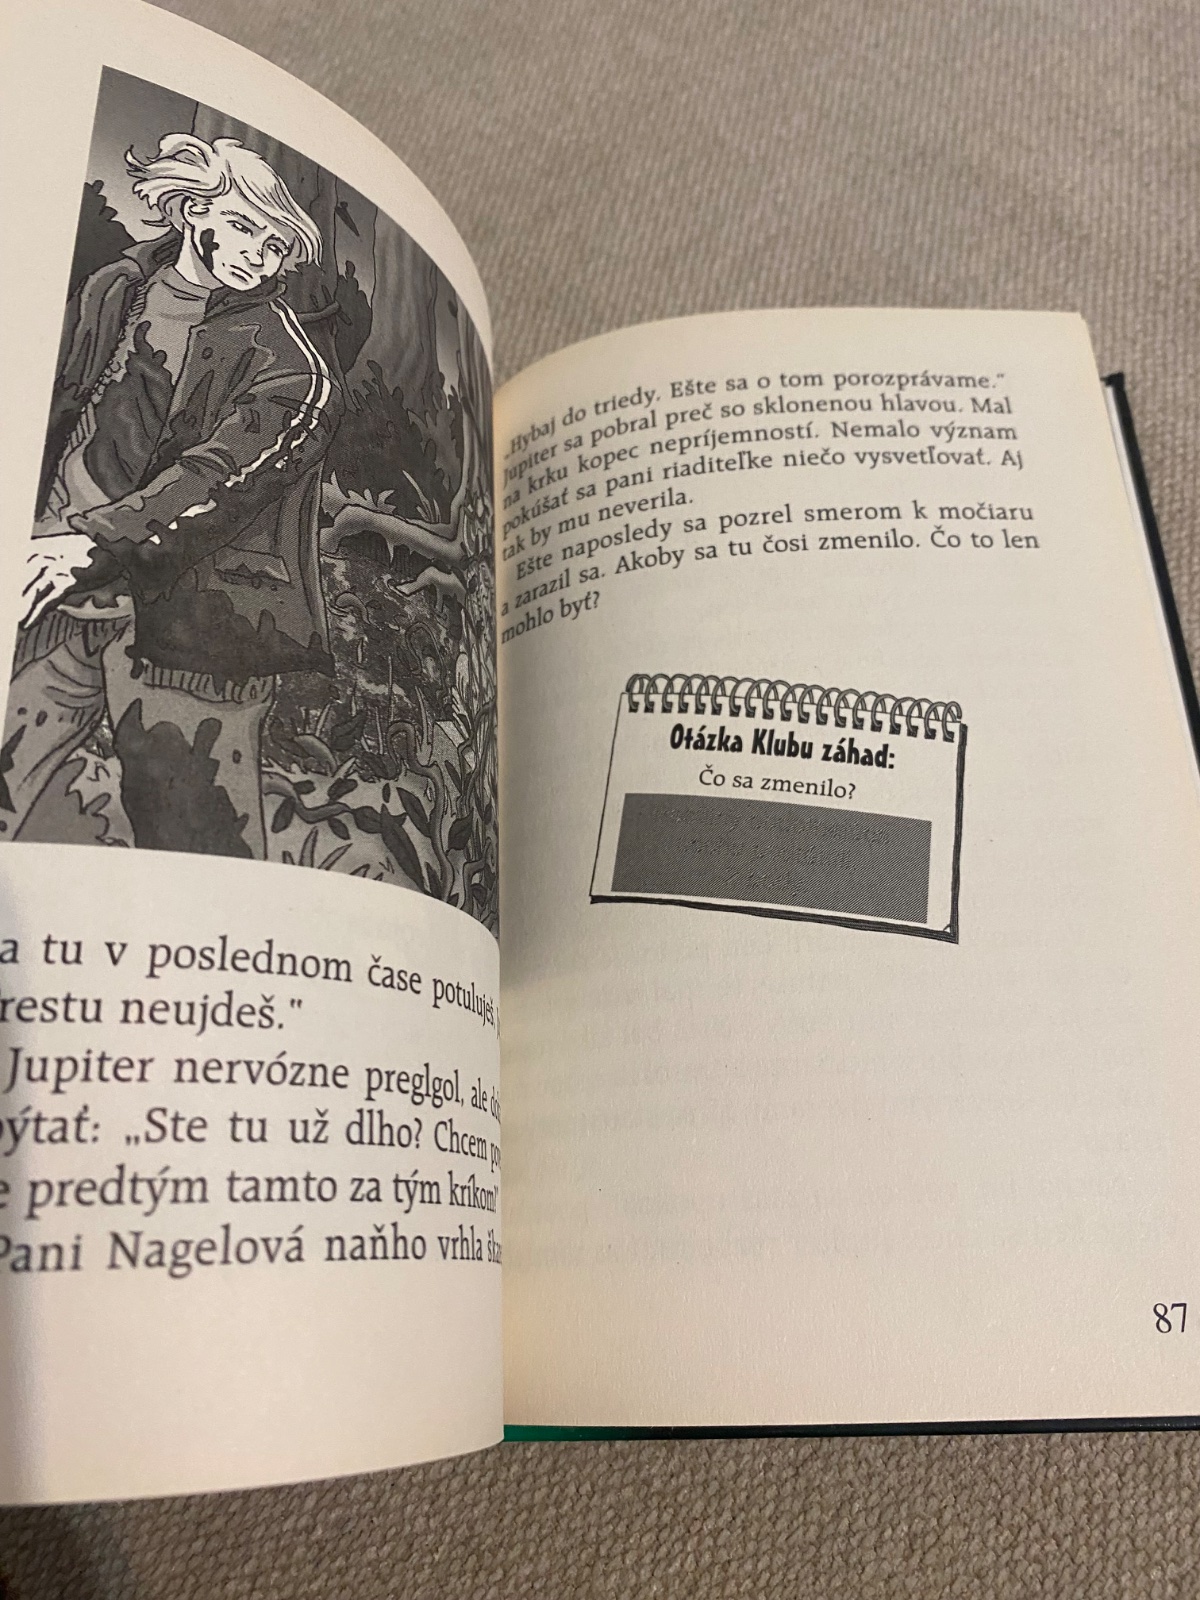 a tu v poslednom čase potuluješ,
restu neujdeš."
Jupiter nervózne preglgol, ale
ýtať: „Ste tu už dlho? Chcem
e predtým tamto za tým kríkom!"
Pani Nagelová naňho vrhla
„Hybaj do triedy. Ešte sa o tom porozprávame."
Jupiter sa pobral preč so sklonenou hlavou. Mal
na krku kopec nepríjemností. Nemalo význam
pokúšať sa pani riaditeľke niečo vysvetľovať. Aj
tak by mu neverila.
Ešte naposledy sa pozrel smerom k močiaru
a zarazil sa. Akoby sa tu čosi zmenilo. Čo to len
mohlo byť?
Otázka Klubu záhad:
Čo sa zmenilo?
87